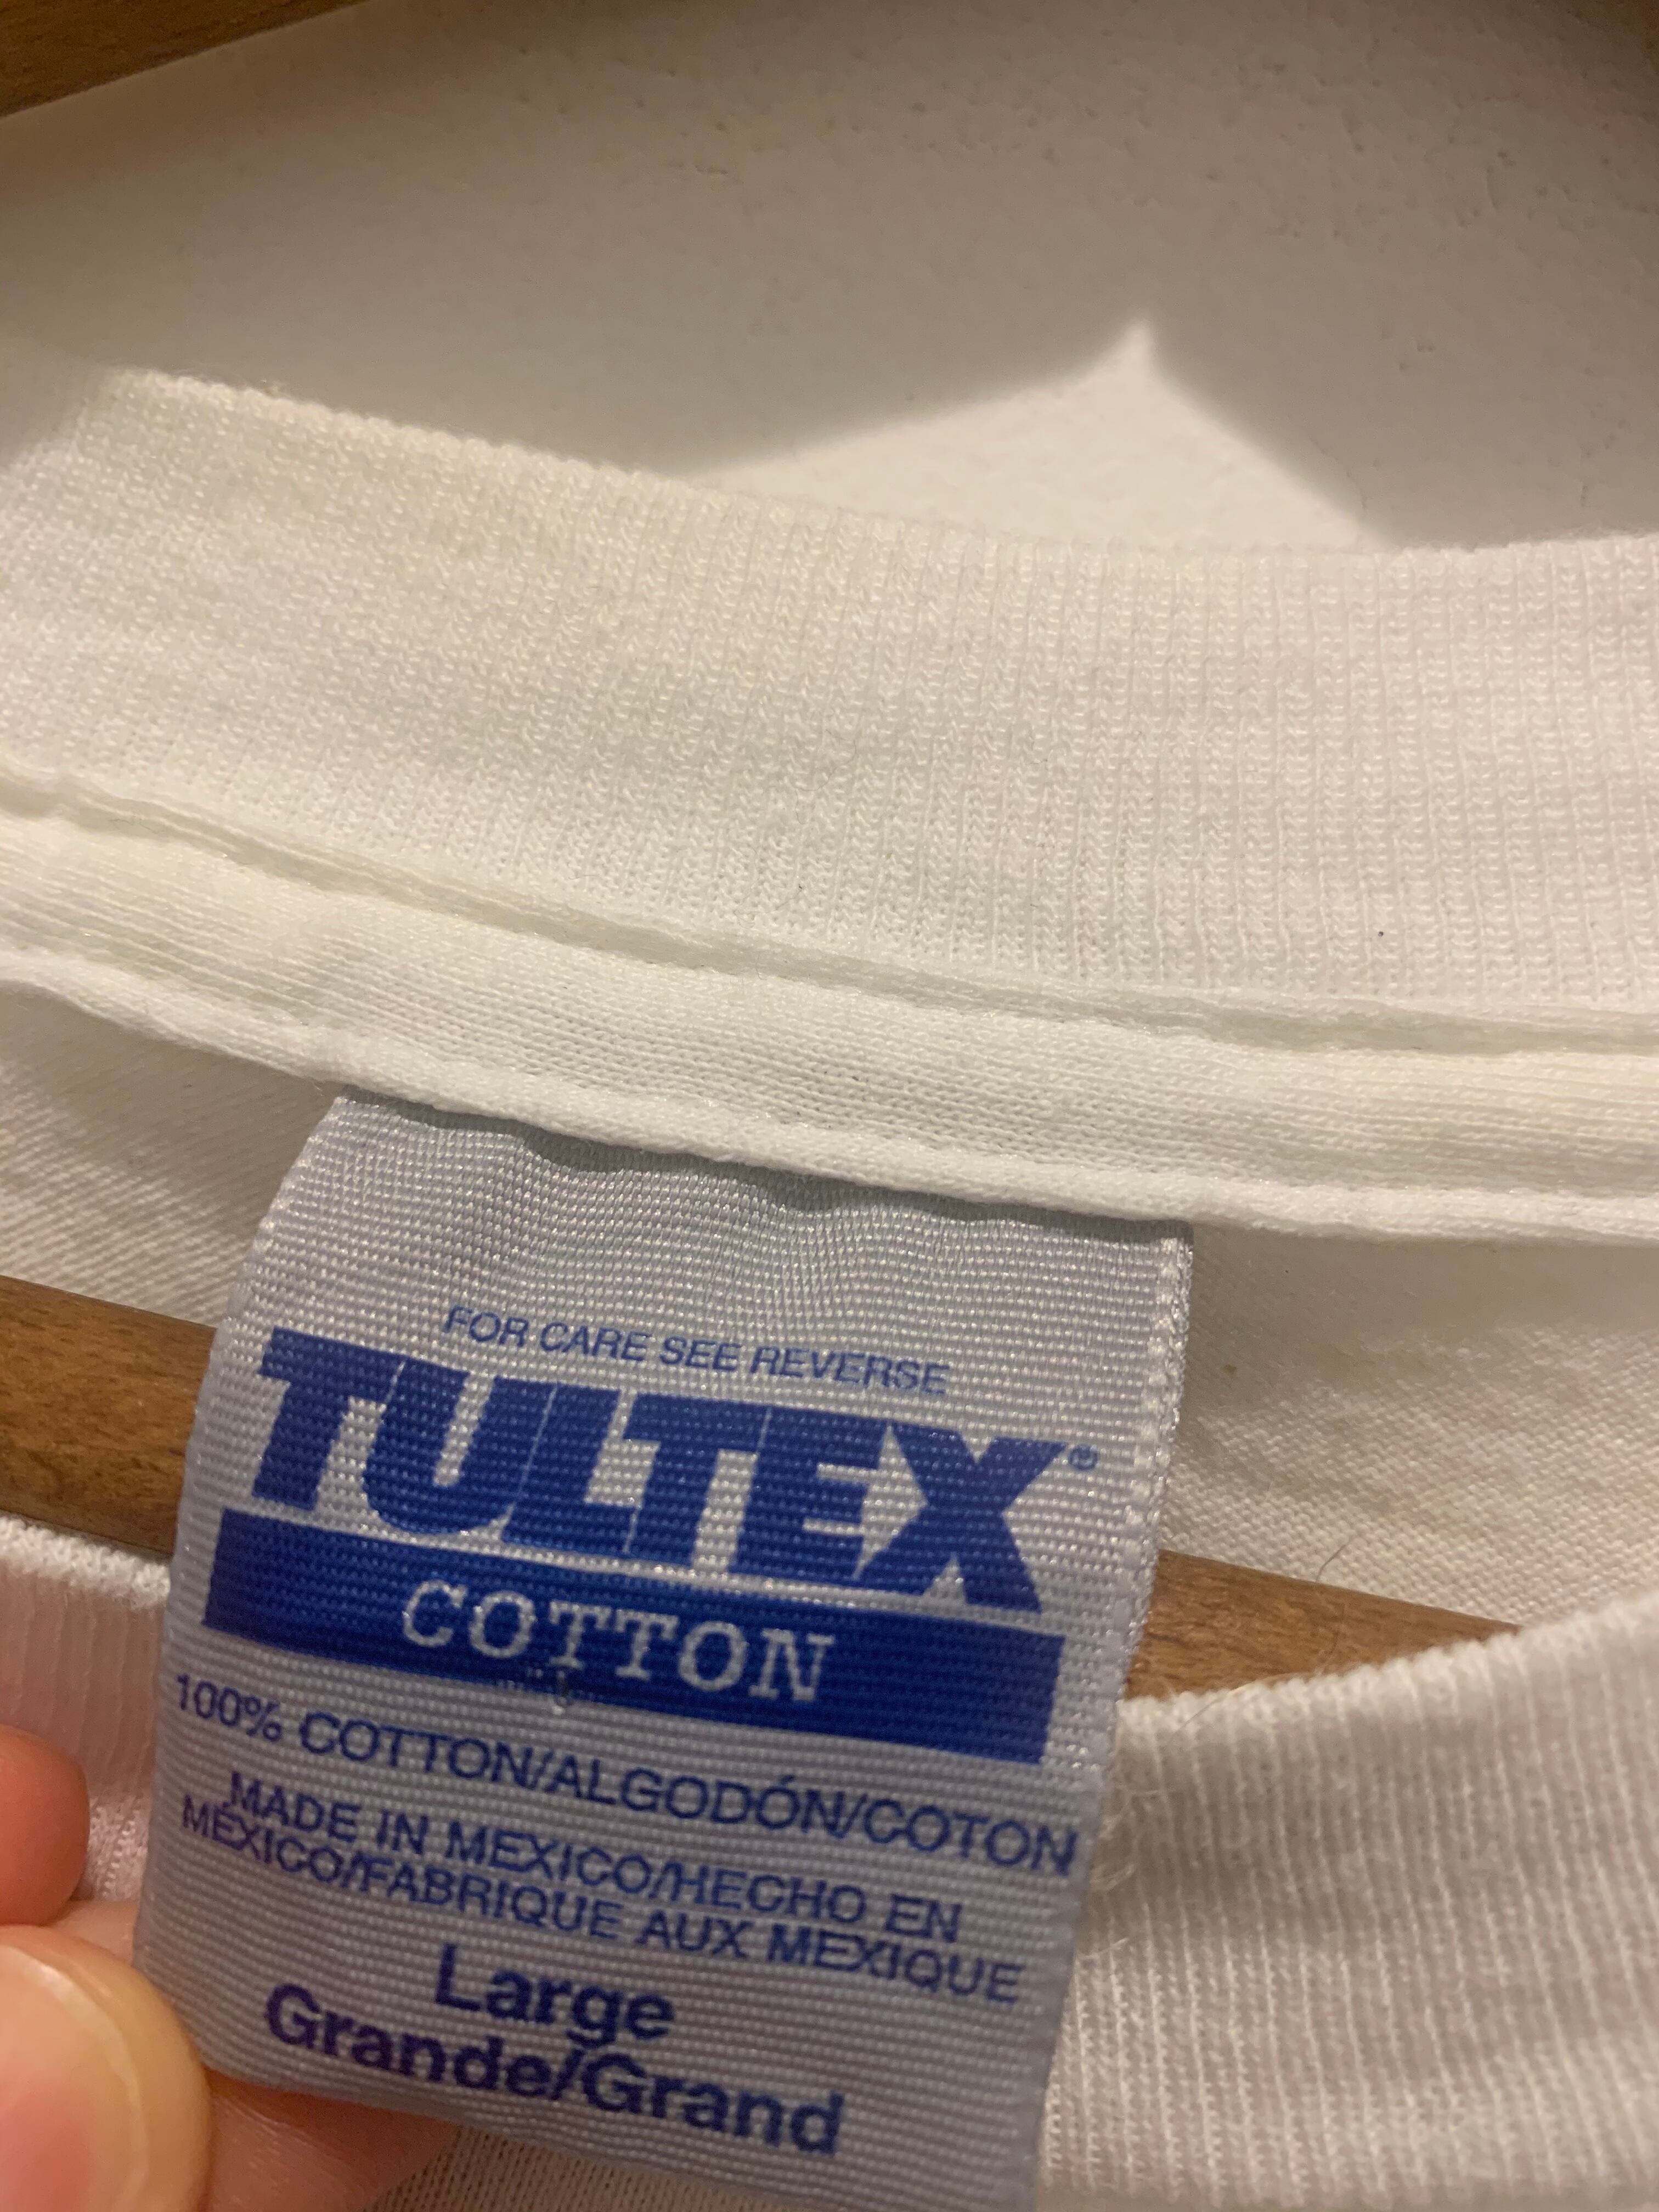 FOR CARE SEE REVERSE
TULTEX®
COTTON
100% COTTON/ALGODÓN/COTON
MADE IN MEXICO/HECHO EN
MÉXICO/FABRIQUE AUX MEXIQUE
Large
Grande/Grand